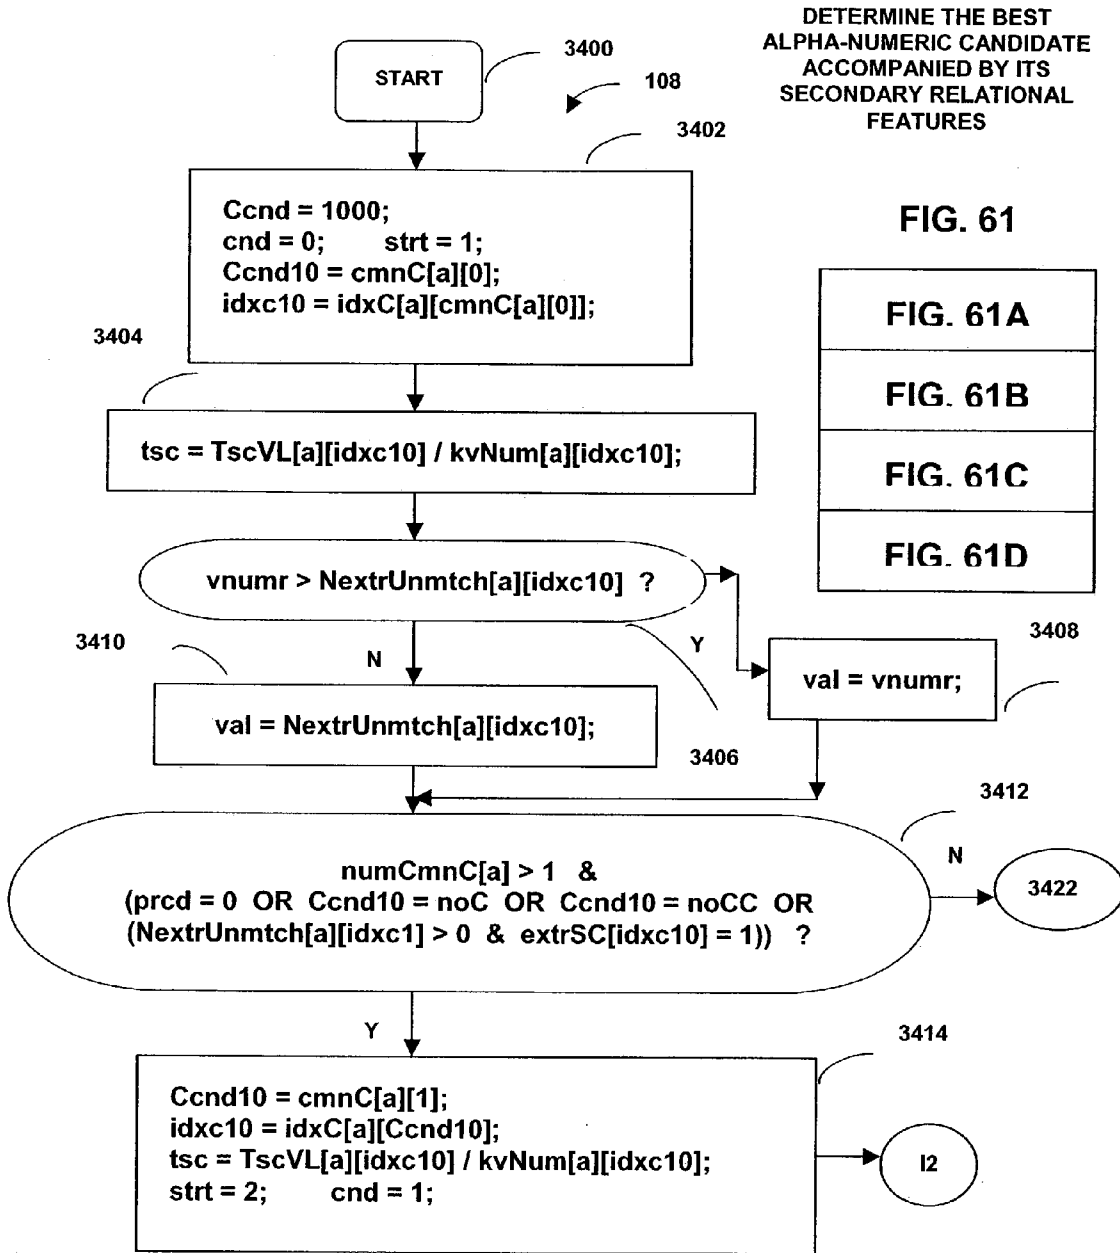 DETERMINE THE BEST
ALPHA-NUMERIC CANDIDATE
ACCOMPANIED BY ITS
SECONDARY RELATIONAL
FEATURES
START
3400
108
3402
Ccnd = 1000;
cnd = 0; strt = 1;
Ccnd10 = cmnC[a][0];
idxc10 = idxC[a][cmnC[a][0]];
FIG. 61
FIG. 61A
FIG. 61B
FIG. 61C
FIG. 61D
3404
tsc = TscVL[a][idxc10] / kvNum[a][idxc10];
vnumr > NextrUnmtch[a][idxc10] ?
3406
Y
3408
val = vnumr;
N
3410
val = NextrUnmtch[a][idxc10];
3412
numCmnC[a] > 1 &
(prcd = 0 OR Ccnd10 = noC OR Ccnd10 = noCC OR
(NextrUnmtch[a][idxc1] > 0 & extrSC[idxc10] = 1)) ?
N
3422
Y
3414
Ccnd10 = cmnC[a][1];
idxc10 = idxC[a][Ccnd10];
tsc = TscVL[a][idxc10] / kvNum[a][idxc10];
strt = 2; cnd = 1;
I2